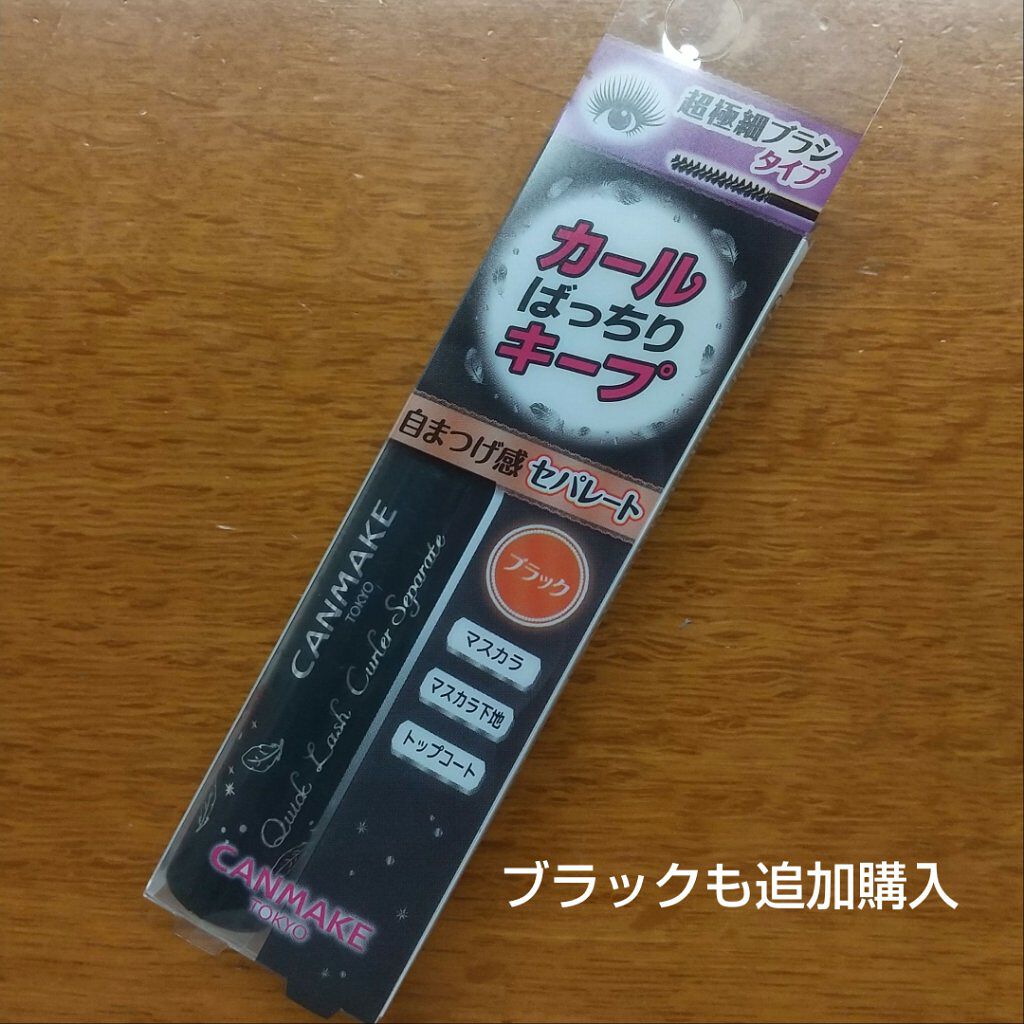 超極細ブラシ
タイプ
カール
ばっちり
キープ
自まつげ感 セパレート
CANMAKE
TOKYO
Quick Lash Curler Separate
ブラック
マスカラ
マスカラ下地
トップコート
CANMAKE
TOKYO
ブラックも追加購入